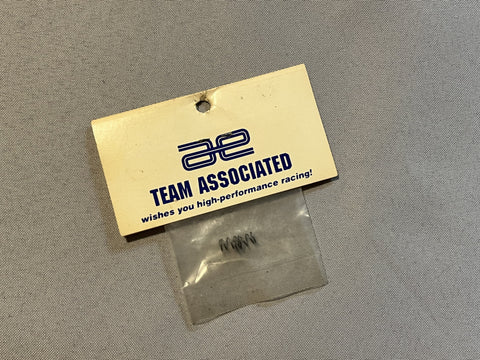 ae
TEAM ASSOCIATED
wishes you high-performance racing!